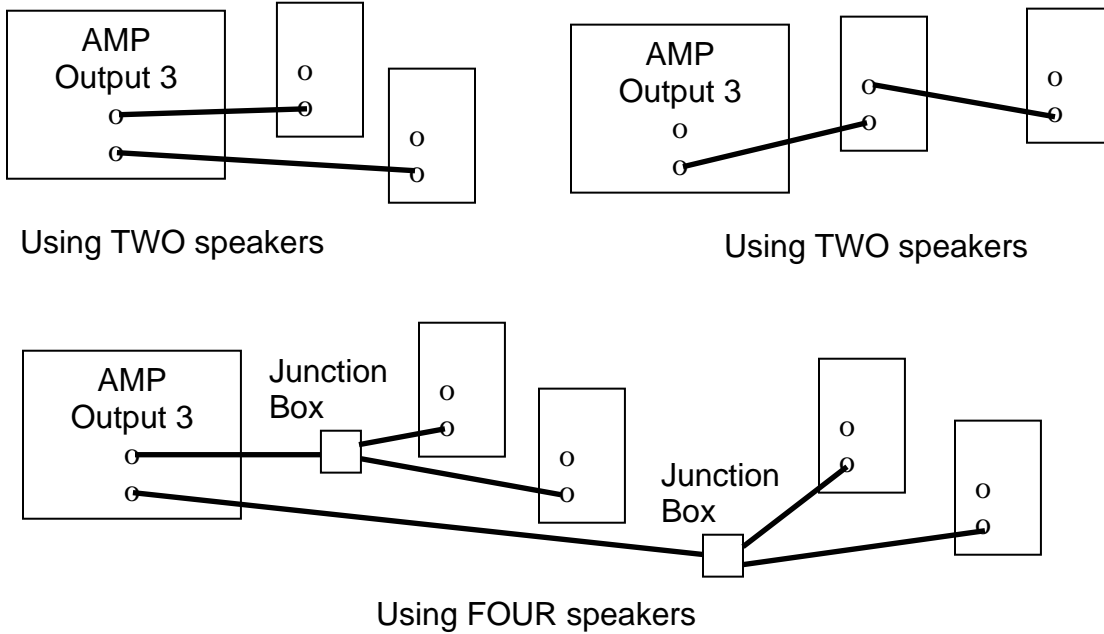 AMP
Output 3
o
o
o
o
o
o
Using TWO speakers
AMP
Output 3
o
o
o
o
o
o
Using TWO speakers
AMP
Output 3
o
o
Junction
Box
o
o
o
o
Junction
Box
o
o
o
o
Using FOUR speakers